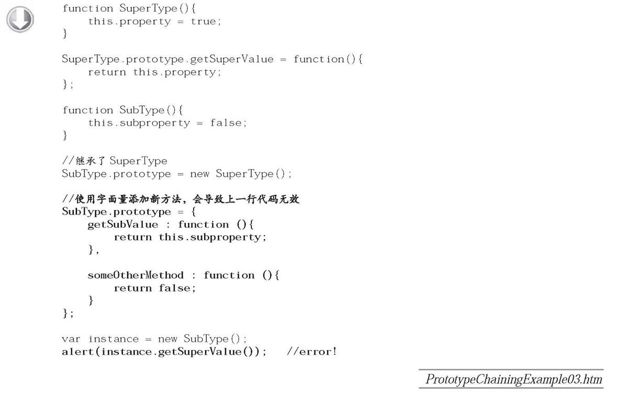 function SuperType(){
    this.property = true;
}
SuperType.prototype.getSuperValue = function(){
    return this.property;
};
function SubType(){
    this.subproperty = false;
}
//继承了 SuperType
SubType.prototype = new SuperType();
//使用字面量添加新方法，会导致上一行代码无效
SubType.prototype = {
    getSubValue : function (){
        return this.subproperty;
    },
    someOtherMethod : function (){
        return false;
    }
};
var instance = new SubType();
alert(instance.getSuperValue());   //error!
PrototypeChainingExample03.htm